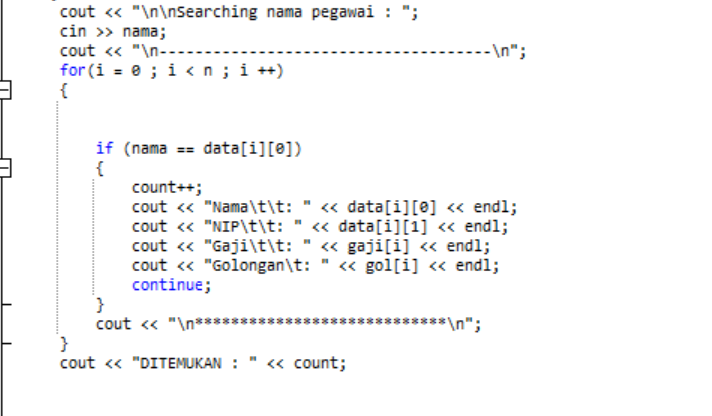 cout << "\n\nSearching nama pegawai : ";
cin >> nama;
cout << "\n-------------------------------------\n";
for(i = 0 ; i < n ; i ++)
{
if (nama == data[i][0])
{
count++;
cout << "Nama\t\t: " << data[i][0] << endl;
cout << "NIP\t\t: " << data[i][1] << endl;
cout << "Gaji\t\t: " << gaji[i] << endl;
cout << "Golongan\t: " << gol[i] << endl;
continue;
}
cout << "\n****************************\n";
}
cout << "DITEMUKAN : " << count;